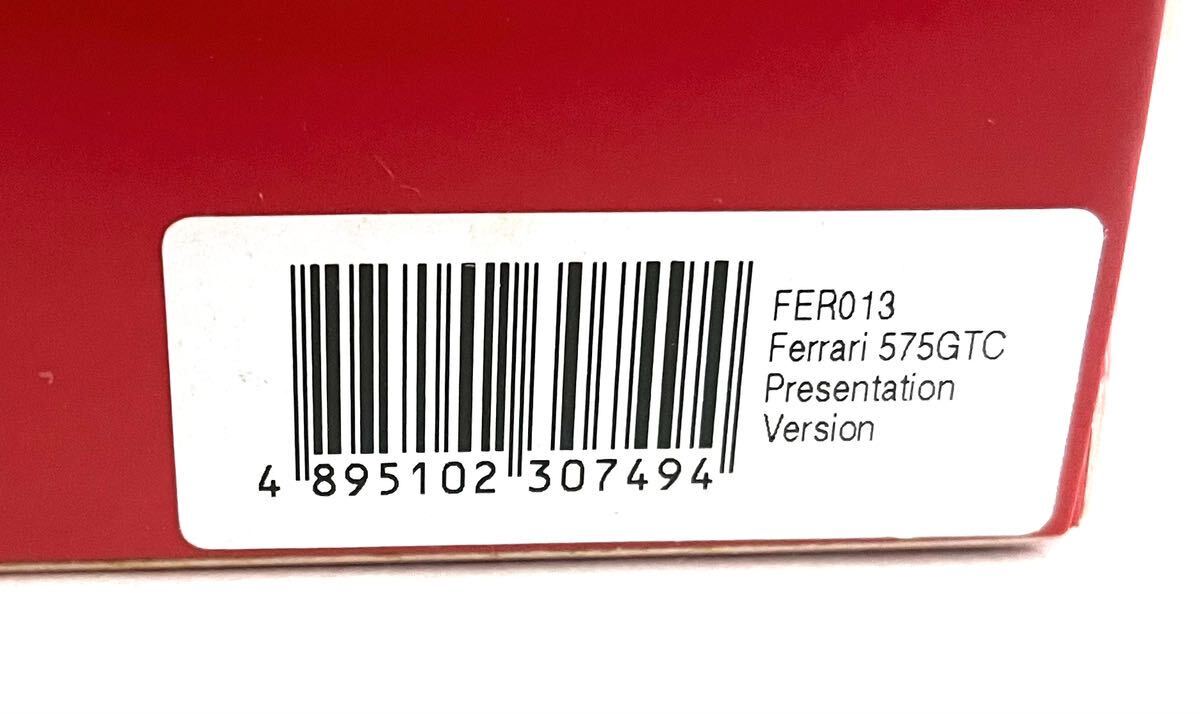 FER013
Ferrari 575GTC
Presentation
Version
4 895102 307494